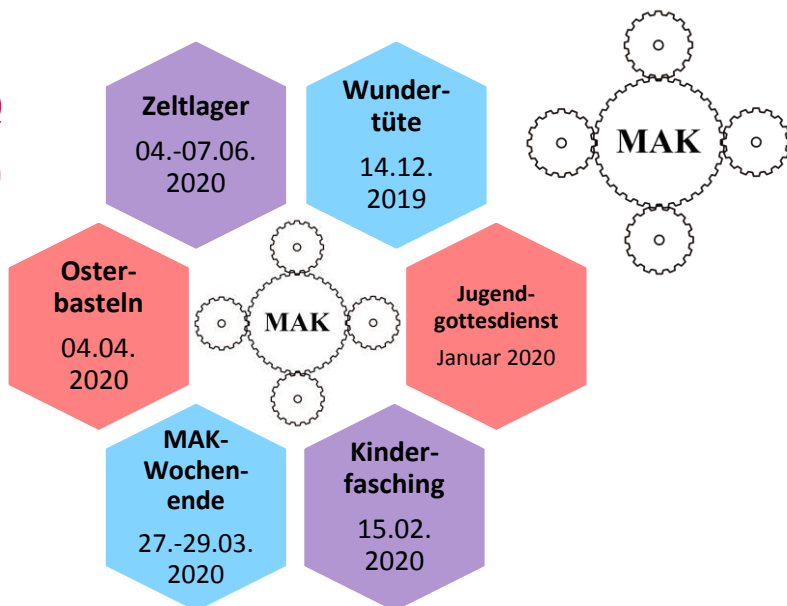 Zeltlager
04.-07.06.
2020
Wunder-
tüte
14.12.
2019
MAK
Oster-
basteln
04.04.
2020
MAK
Jugend-
gottesdienst
Januar 2020
MAK-
Wochen-
ende
27.-29.03.
2020
Kinder-
fasching
15.02.
2020